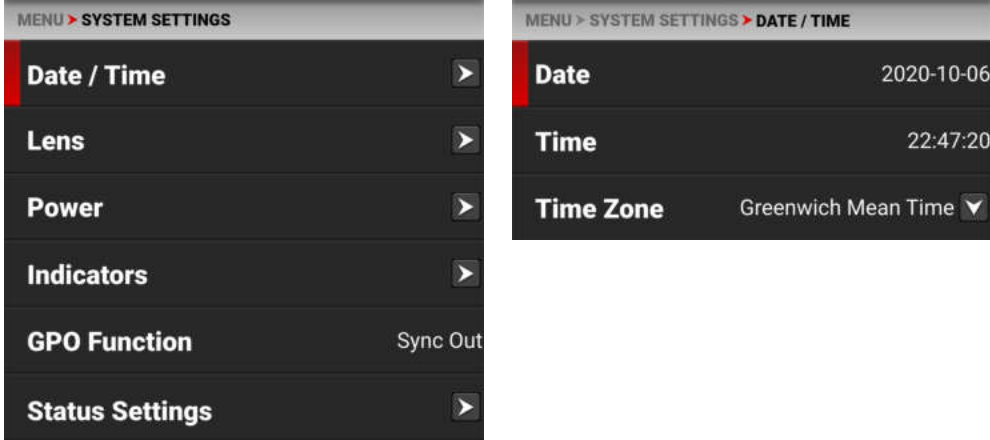 MENU > SYSTEM SETTINGS
Date / Time
Lens
Power
Indicators
GPO Function Sync Out
Status Settings
MENU > SYSTEM SETTINGS > DATE / TIME
Date 2020-10-06
Time 22:47:20
Time Zone Greenwich Mean Time